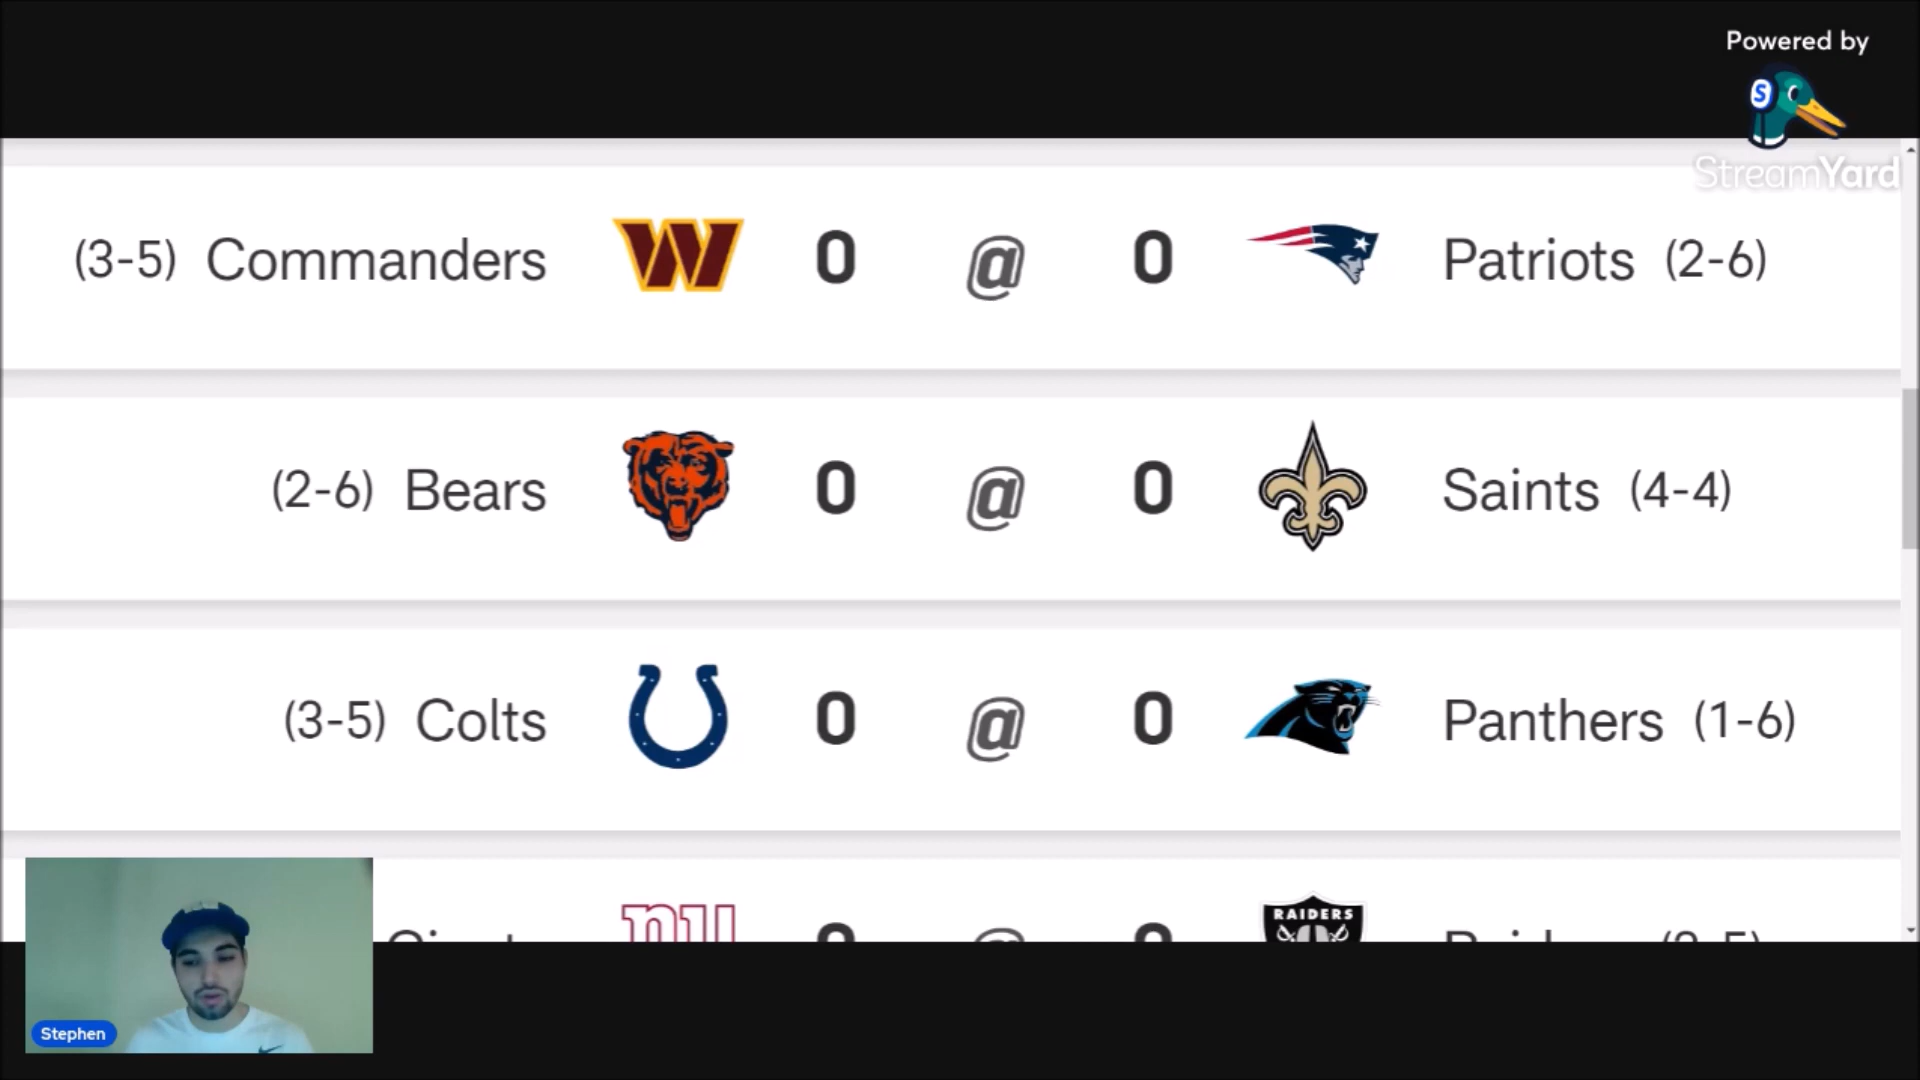 Powered by
S
StreamYard
(3-5) Commanders W 0 @ 0 Patriots (2-6)
(2-6) Bears 0 @ 0 Saints (4-4)
(3-5) Colts 0 @ 0 Panthers (1-6)
ny
RAIDERS
Stephen